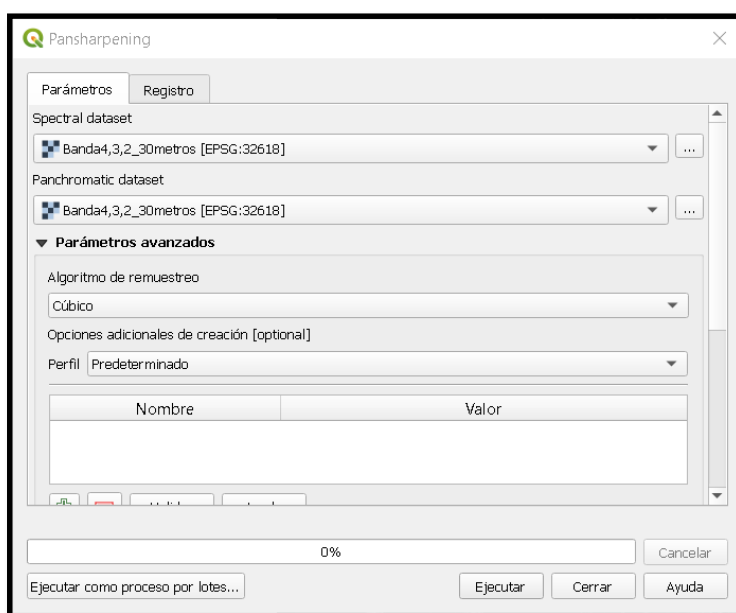 Pansharpening
Parámetros Registro
Spectral dataset
Banda4,3,2_30metros [EPSG:32618]
...
Panchromatic dataset
Banda4,3,2_30metros [EPSG:32618]
...
Parámetros avanzados
Algoritmo de remuestreo
Cúbico
Opciones adicionales de creación [optional]
Perfil Predeterminado
Nombre Valor
0%
Cancelar
Ejecutar como proceso por lotes... Ejecutar Cerrar Ayuda